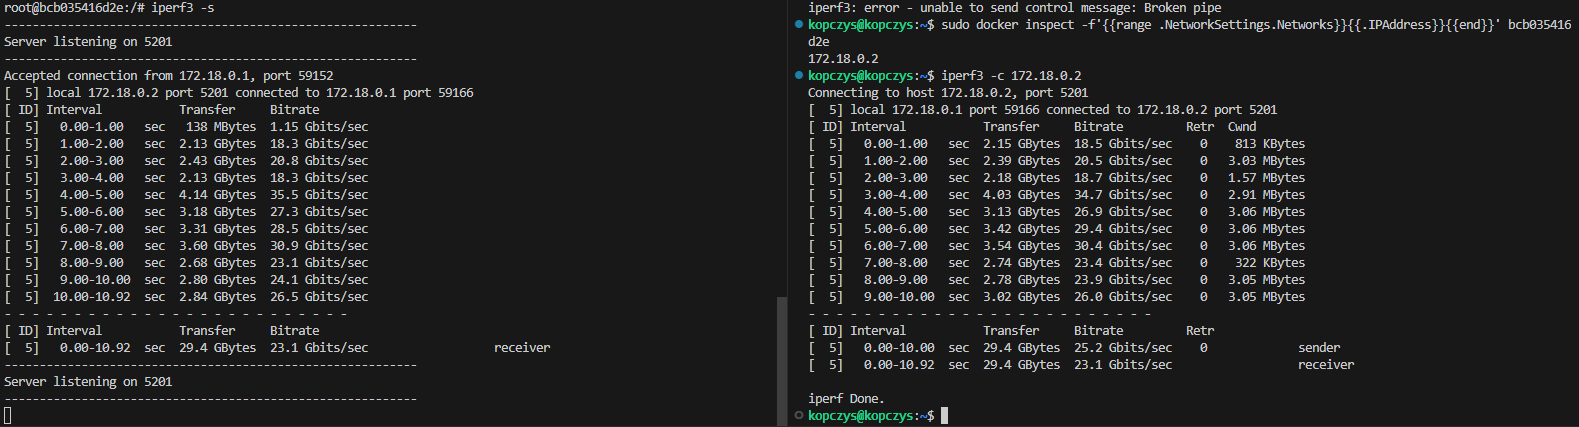 root@bcb035416d2e:/# iperf3 -s
-----------------------------------------------------------
Server listening on 5201
-----------------------------------------------------------
Accepted connection from 172.18.0.1, port 59152
[  5] local 172.18.0.2 port 5201 connected to 172.18.0.1 port 59166
[ ID] Interval           Transfer     Bitrate
[  5]   0.00-1.00   sec   138 MBytes  1.15 Gbits/sec
[  5]   1.00-2.00   sec  2.13 GBytes  18.3 Gbits/sec
[  5]   2.00-3.00   sec  2.43 GBytes  20.8 Gbits/sec
[  5]   3.00-4.00   sec  2.13 GBytes  18.3 Gbits/sec
[  5]   4.00-5.00   sec  4.14 GBytes  35.5 Gbits/sec
[  5]   5.00-6.00   sec  3.18 GBytes  27.3 Gbits/sec
[  5]   6.00-7.00   sec  3.31 GBytes  28.5 Gbits/sec
[  5]   7.00-8.00   sec  3.60 GBytes  30.9 Gbits/sec
[  5]   8.00-9.00   sec  2.68 GBytes  23.1 Gbits/sec
[  5]   9.00-10.00  sec  2.80 GBytes  24.1 Gbits/sec
[  5]  10.00-10.92  sec  2.84 GBytes  26.5 Gbits/sec
- - - - - - - - - - - - - - - - - - - - - - - - -
[ ID] Interval           Transfer     Bitrate
[  5]   0.00-10.92  sec  29.4 GBytes  23.1 Gbits/sec                  receiver
-----------------------------------------------------------
Server listening on 5201
-----------------------------------------------------------
iperf3: error - unable to send control message: Broken pipe
kopczys@kopczys:~$ sudo docker inspect -f'{{range .NetworkSettings.Networks}}{{.IPAddress}}{{end}}' bcb035416
d2e
172.18.0.2
kopczys@kopczys:~$ iperf3 -c 172.18.0.2
Connecting to host 172.18.0.2, port 5201
[  5] local 172.18.0.1 port 59166 connected to 172.18.0.2 port 5201
[ ID] Interval           Transfer     Bitrate         Retr  Cwnd
[  5]   0.00-1.00   sec  2.15 GBytes  18.5 Gbits/sec    0    813 KBytes
[  5]   1.00-2.00   sec  2.39 GBytes  20.5 Gbits/sec    0   3.03 MBytes
[  5]   2.00-3.00   sec  2.18 GBytes  18.7 Gbits/sec    0   1.57 MBytes
[  5]   3.00-4.00   sec  4.03 GBytes  34.7 Gbits/sec    0   2.91 MBytes
[  5]   4.00-5.00   sec  3.13 GBytes  26.9 Gbits/sec    0   3.06 MBytes
[  5]   5.00-6.00   sec  3.42 GBytes  29.4 Gbits/sec    0   3.06 MBytes
[  5]   6.00-7.00   sec  3.54 GBytes  30.4 Gbits/sec    0   3.06 MBytes
[  5]   7.00-8.00   sec  2.74 GBytes  23.4 Gbits/sec    0    322 KBytes
[  5]   8.00-9.00   sec  2.78 GBytes  23.9 Gbits/sec    0   3.05 MBytes
[  5]   9.00-10.00  sec  3.02 GBytes  26.0 Gbits/sec    0   3.05 MBytes
- - - - - - - - - - - - - - - - - - - - - - - - -
[ ID] Interval           Transfer     Bitrate         Retr
[  5]   0.00-10.00  sec  29.4 GBytes  25.2 Gbits/sec    0             sender
[  5]   0.00-10.92  sec  29.4 GBytes  23.1 Gbits/sec                  receiver
iperf Done.
kopczys@kopczys:~$